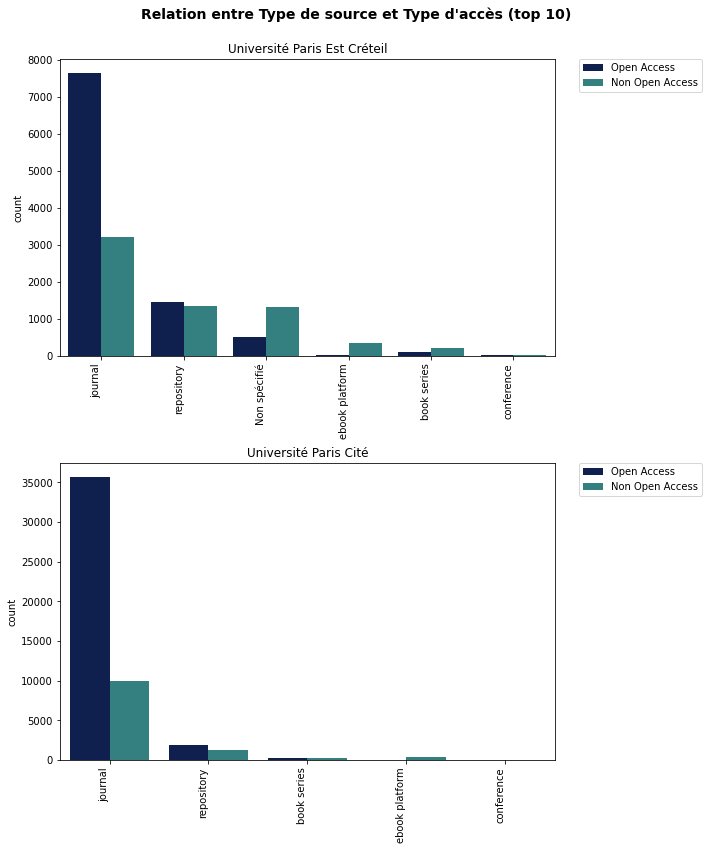 Relation entre Type de source et Type d'accès (top 10)
Université Paris Est Créteil
Open Access
Non Open Access
8000
7000
6000
5000
4000
3000
2000
1000
0
count
journal
repository
Non spécifié
ebook platform
book series
conference
Université Paris Cité
Open Access
Non Open Access
35000
30000
25000
20000
15000
10000
5000
0
count
journal
repository
book series
ebook platform
conference